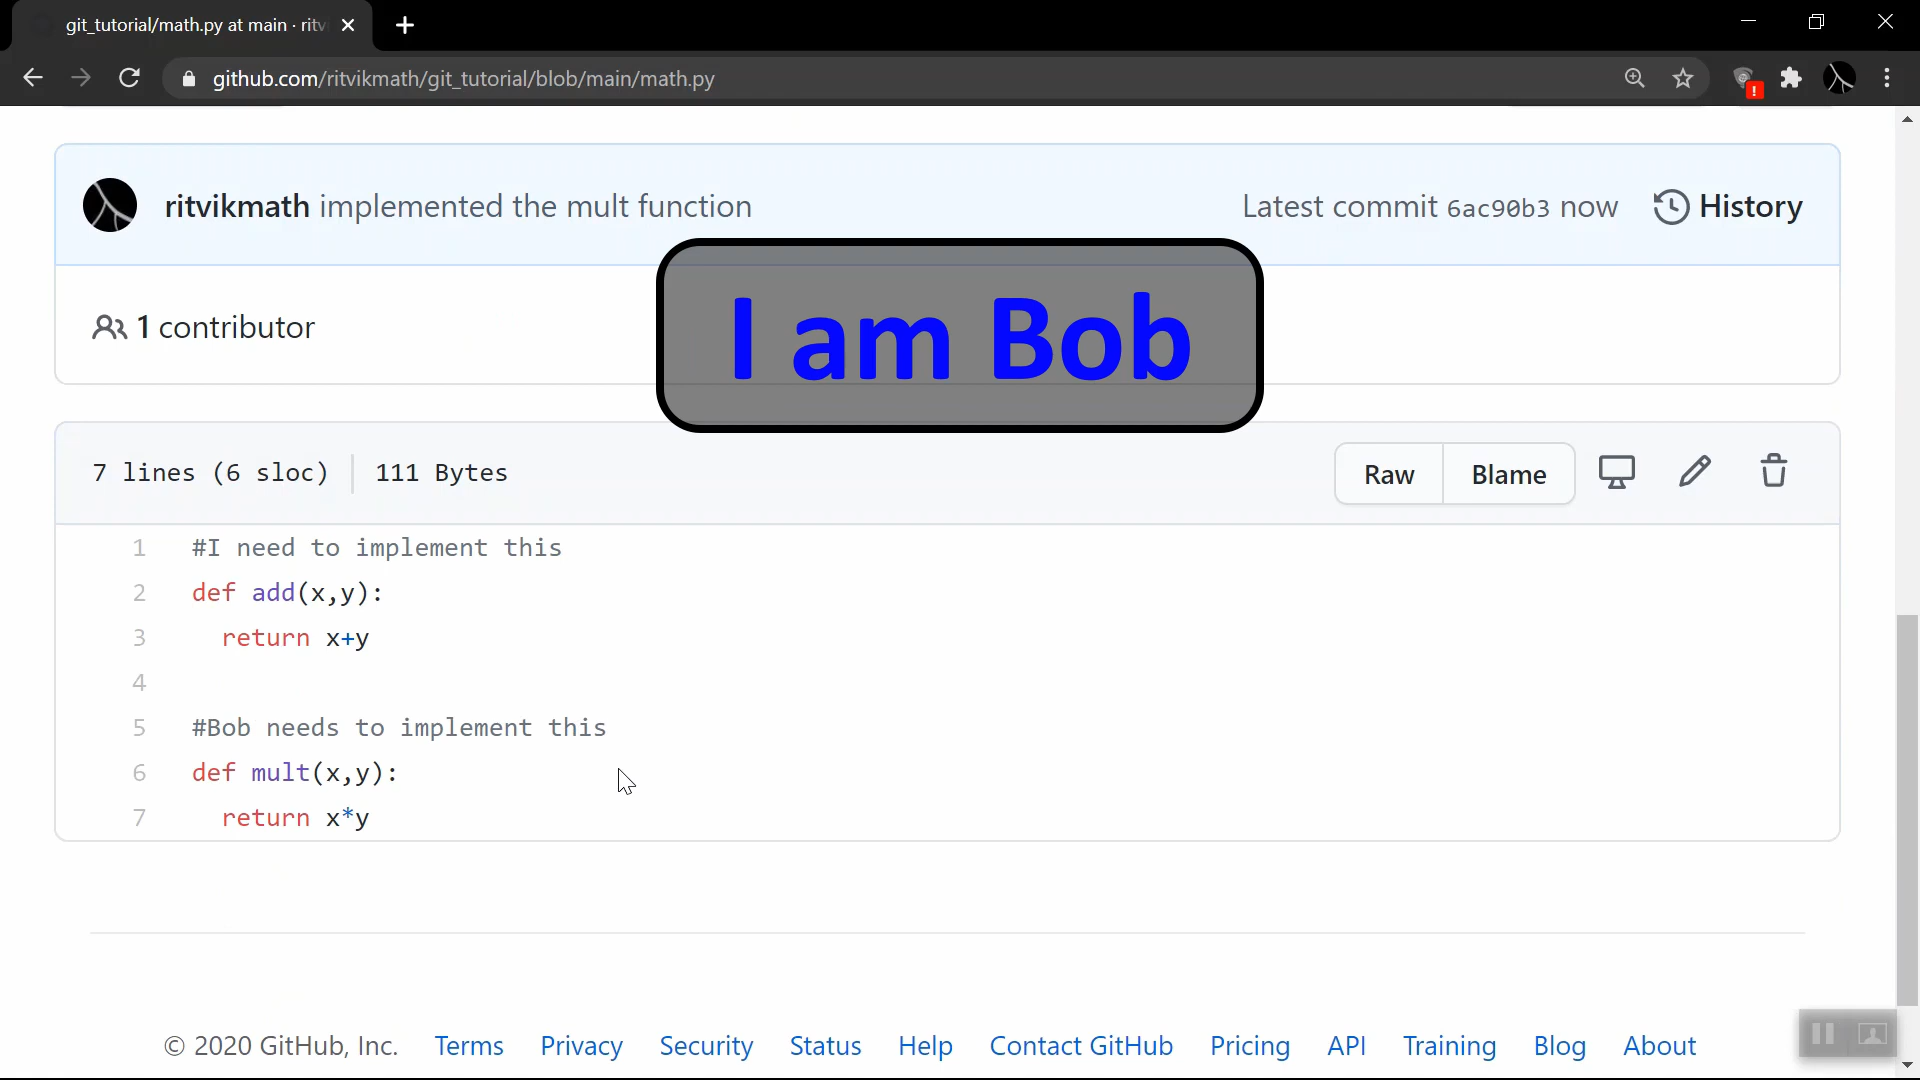 git_tutorial/math.py at main · ritv
github.com/ritvikmath/git_tutorial/blob/main/math.py
ritvikmath implemented the mult function
Latest commit 6ac90b3 now
History
I am Bob
1 contributor
7 lines (6 sloc)
111 Bytes
Raw
Blame
1 #I need to implement this
2 def add(x,y):
3 return x+y
4
5 #Bob needs to implement this
6 def mult(x,y):
7 return x*y
© 2020 GitHub, Inc. Terms Privacy Security Status Help Contact GitHub Pricing API Training Blog About